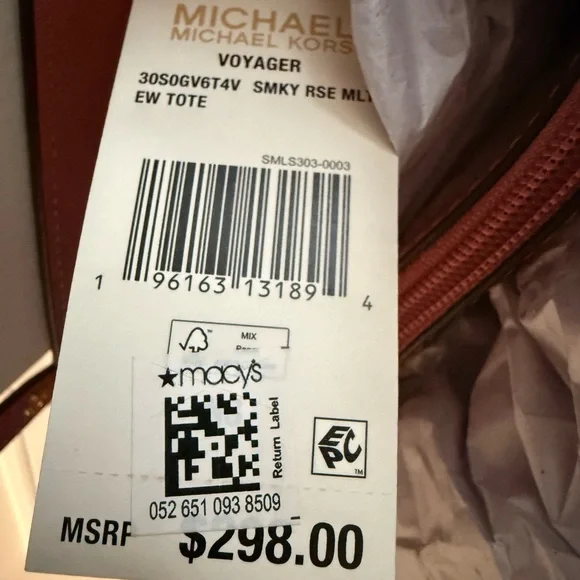 MICHAEL
MICHAEL KORS
VOYAGER
30S0GV6T4V SMKY RSE MLT
EW TOTE
SMLS303-0003
1 96163 13189 4
MIX
★macy's
Return Label
EPC™
052 651 093 8509
MSRP $298.00